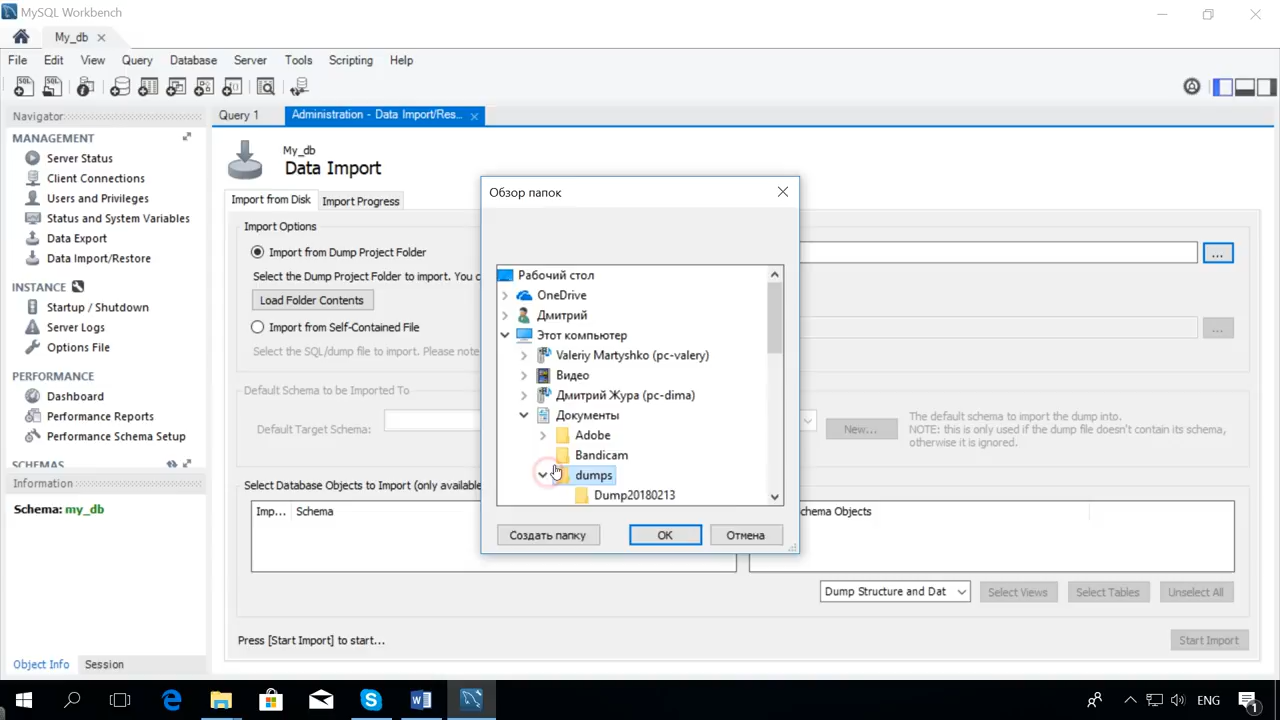 MySQL Workbench
My_db
File Edit View Query Database Server Tools Scripting Help
Navigator
MANAGEMENT
Server Status
Client Connections
Users and Privileges
Status and System Variables
Data Export
Data Import/Restore
INSTANCE
Startup / Shutdown
Server Logs
Options File
PERFORMANCE
Dashboard
Performance Reports
Performance Schema Setup
SCHEMAS
Information
Schema: my_db
Object Info Session
Query 1 Administration - Data Import/Res...
My_db
Data Import
Import from Disk Import Progress
Import Options
Import from Dump Project Folder
...
Select the Dump Project Folder to import. You c
Load Folder Contents
Import from Self-Contained File
...
Select the SQL/dump file to import. Please note
Default Schema to be Imported To
Default Target Schema:
New...
The default schema to import the dump into.
NOTE: this is only used if the dump file doesn't contain its schema,
otherwise it is ignored.
Select Database Objects to Import (only available
Imp... Schema
chema Objects
Dump Structure and Dat Select Views Select Tables Unselect All
Press [Start Import] to start...
Start Import
Обзор папок
Рабочий стол
OneDrive
Дмитрий
Этот компьютер
Valeriy Martyshko (pc-valery)
Видео
Дмитрий Жура (pc-dima)
Документы
Adobe
Bandicam
dumps
Dump20180213
Создать папку OK Отмена
ENG
1